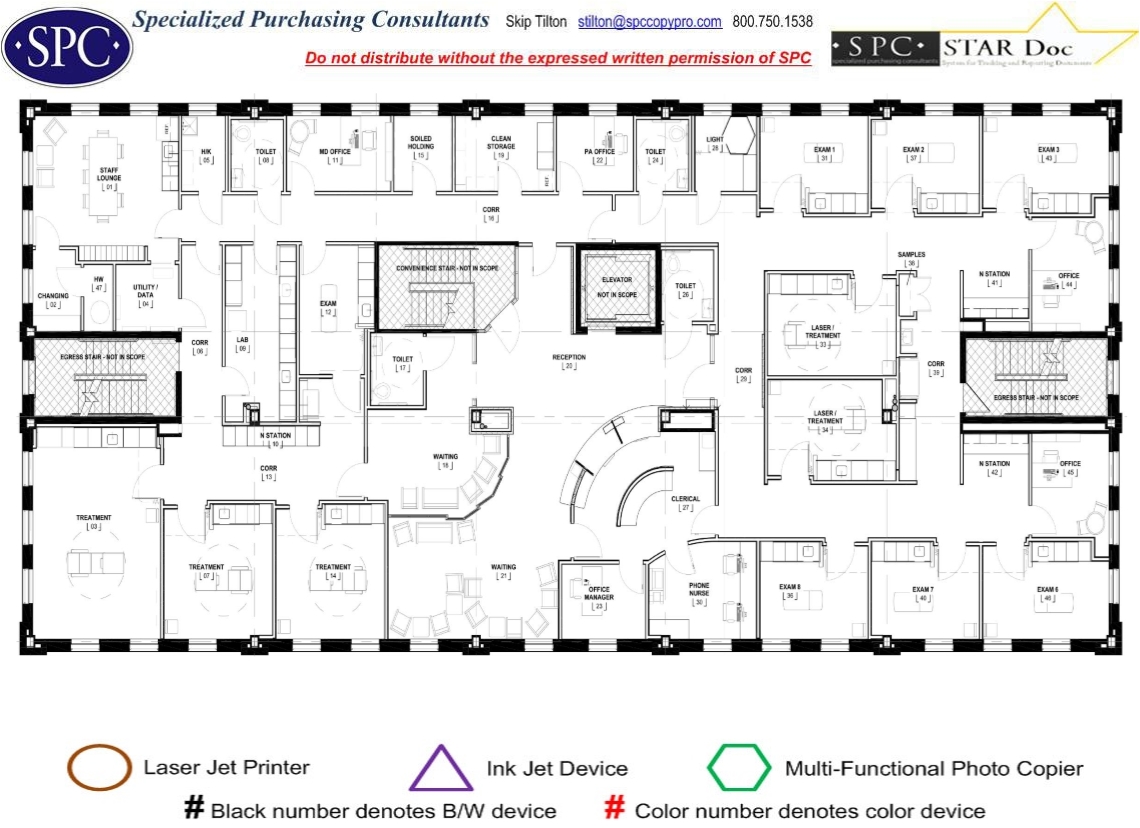 Specialized Purchasing Consultants Skip Tilton stilton@spccopypro.com 800.750.1538
·SPC·
Do not distribute without the expressed written permission of SPC
·SPC· STAR Doc
specialized purchasing consultants System for Tracking and Reporting Documents
STAFF LOUNGE [01]
REF.
H/K [05]
TOILET [08]
MD OFFICE [11]
SOILED HOLDING [15]
CLEAN STORAGE [19]
REF.
PA OFFICE [22]
TOILET [24]
LIGHT [28]
EXAM 1 [31]
EXAM 2 [37]
EXAM 3 [43]
CORR [16]
CHANGING [02]
HW [47]
UTILITY / DATA [04]
CORR [06]
LAB [09]
EXAM [12]
CONVENIENCE STAIR - NOT IN SCOPE
ELEVATOR NOT IN SCOPE
TOILET [26]
SAMPLES [38]
N STATION [41]
OFFICE [44]
EGRESS STAIR - NOT IN SCOPE
TOILET [17]
RECEPTION [20]
CORR [29]
LASER / TREATMENT [33]
CORR [39]
EGRESS STAIR - NOT IN SCOPE
LASER / TREATMENT [34]
N STATION [10]
CORR [13]
WAITING [18]
CLERICAL [27]
N STATION [42]
OFFICE [45]
TREATMENT [03]
TREATMENT [07]
TREATMENT [14]
WAITING [21]
OFFICE MANAGER [23]
PHONE NURSE [30]
EXAM 8 [36]
EXAM 7 [40]
EXAM 6 [46]
Laser Jet Printer Ink Jet Device Multi-Functional Photo Copier
# Black number denotes B/W device # Color number denotes color device